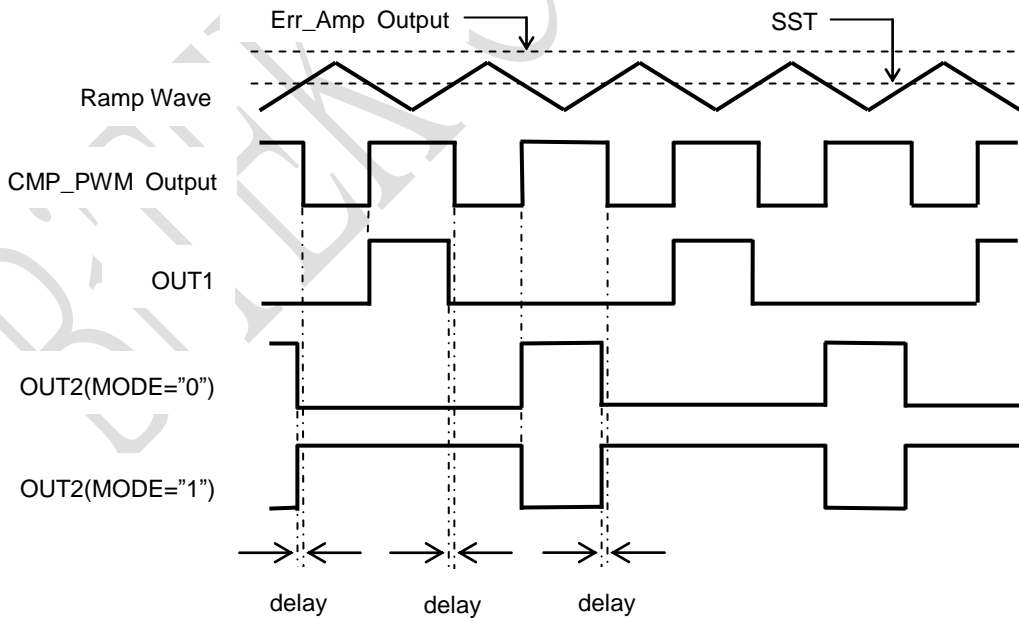 Err_Amp Output
SST
Ramp Wave
CMP_PWM Output
OUT1
OUT2(MODE=”0”)
OUT2(MODE=”1”)
delay
delay
delay